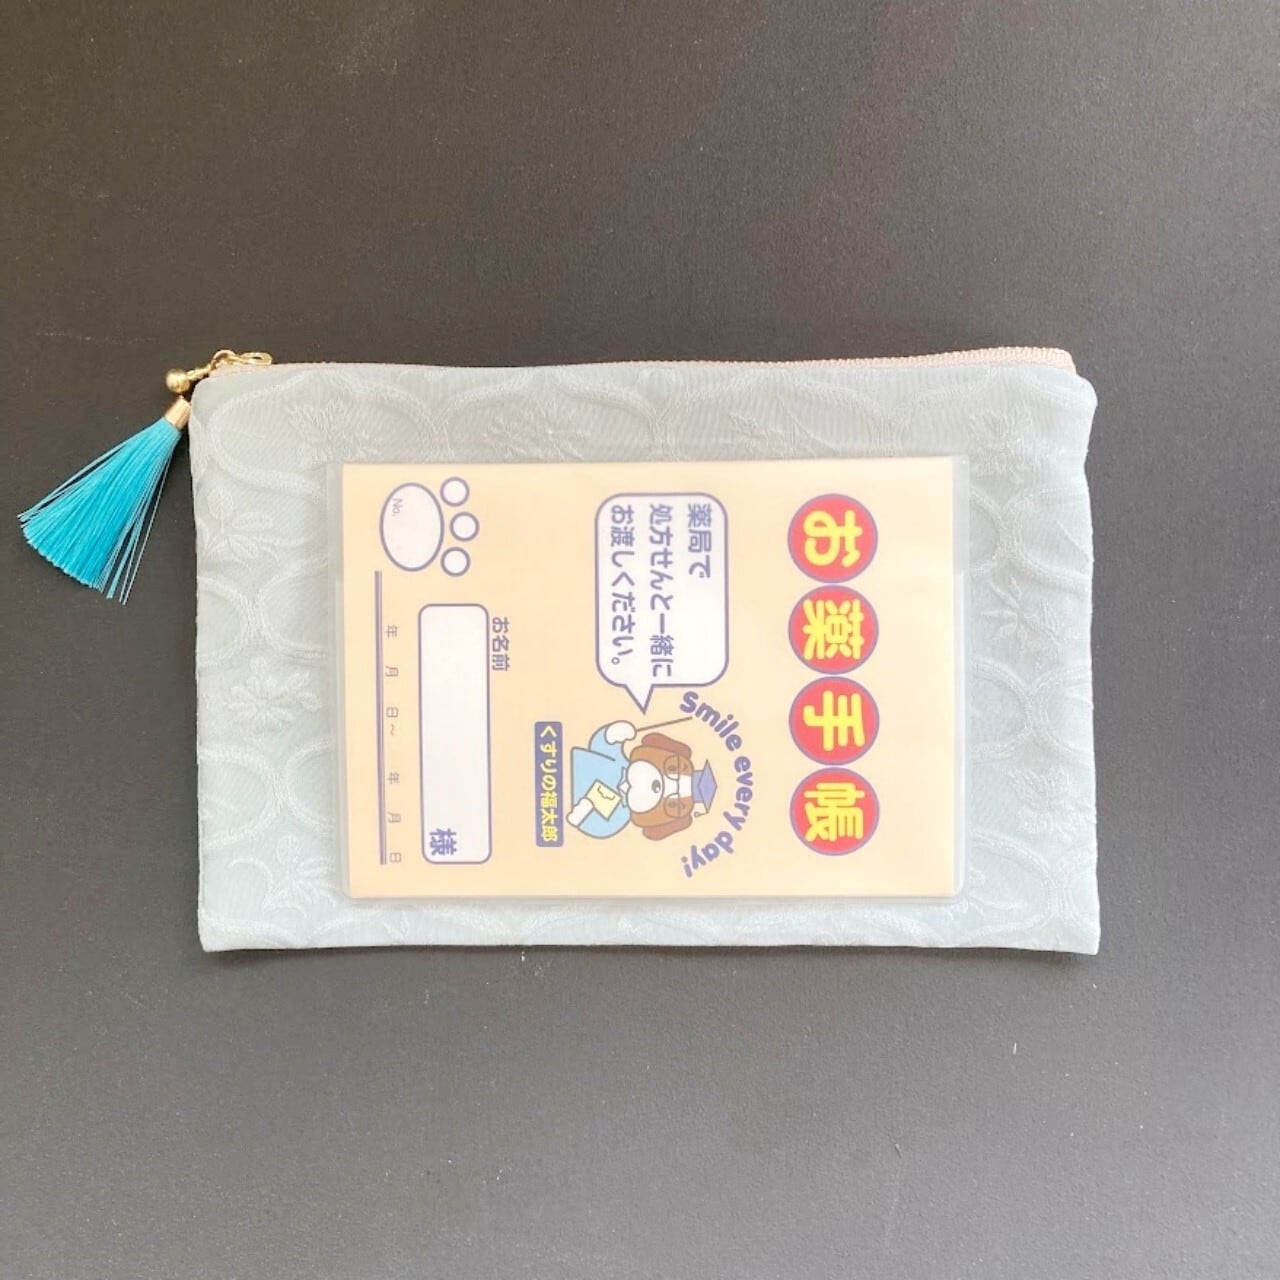 お薬手帳
薬局で
処方せんと一緒に
お渡しください。
Smile every day!
くすりの福太郎
お名前
様
年 月 日〜 年 月 日
No.